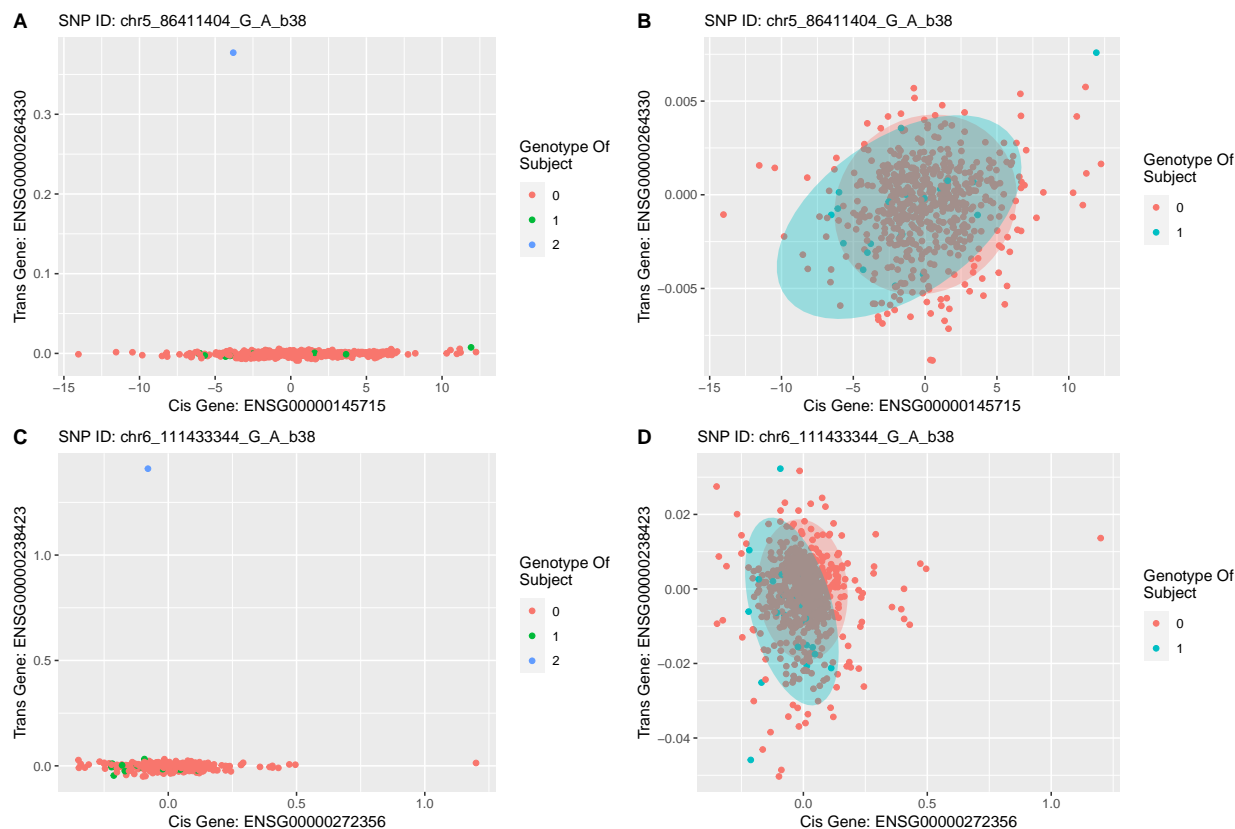 A
SNP ID: chr5_86411404_G_A_b38
Trans Gene: ENSG00000264330
0.3
0.2
0.1
0.0
−15
−10
−5
0
5
10
Cis Gene: ENSG00000145715
Genotype Of
Subject
0
1
2
B
SNP ID: chr5_86411404_G_A_b38
Trans Gene: ENSG00000264330
0.005
0.000
−0.005
−15
−10
−5
0
5
10
Cis Gene: ENSG00000145715
Genotype Of
Subject
0
1
C
SNP ID: chr6_111433344_G_A_b38
Trans Gene: ENSG00000238423
1.0
0.5
0.0
0.0
0.5
1.0
Cis Gene: ENSG00000272356
Genotype Of
Subject
0
1
2
D
SNP ID: chr6_111433344_G_A_b38
Trans Gene: ENSG00000238423
0.02
0.00
−0.02
−0.04
0.0
0.5
1.0
Cis Gene: ENSG00000272356
Genotype Of
Subject
0
1